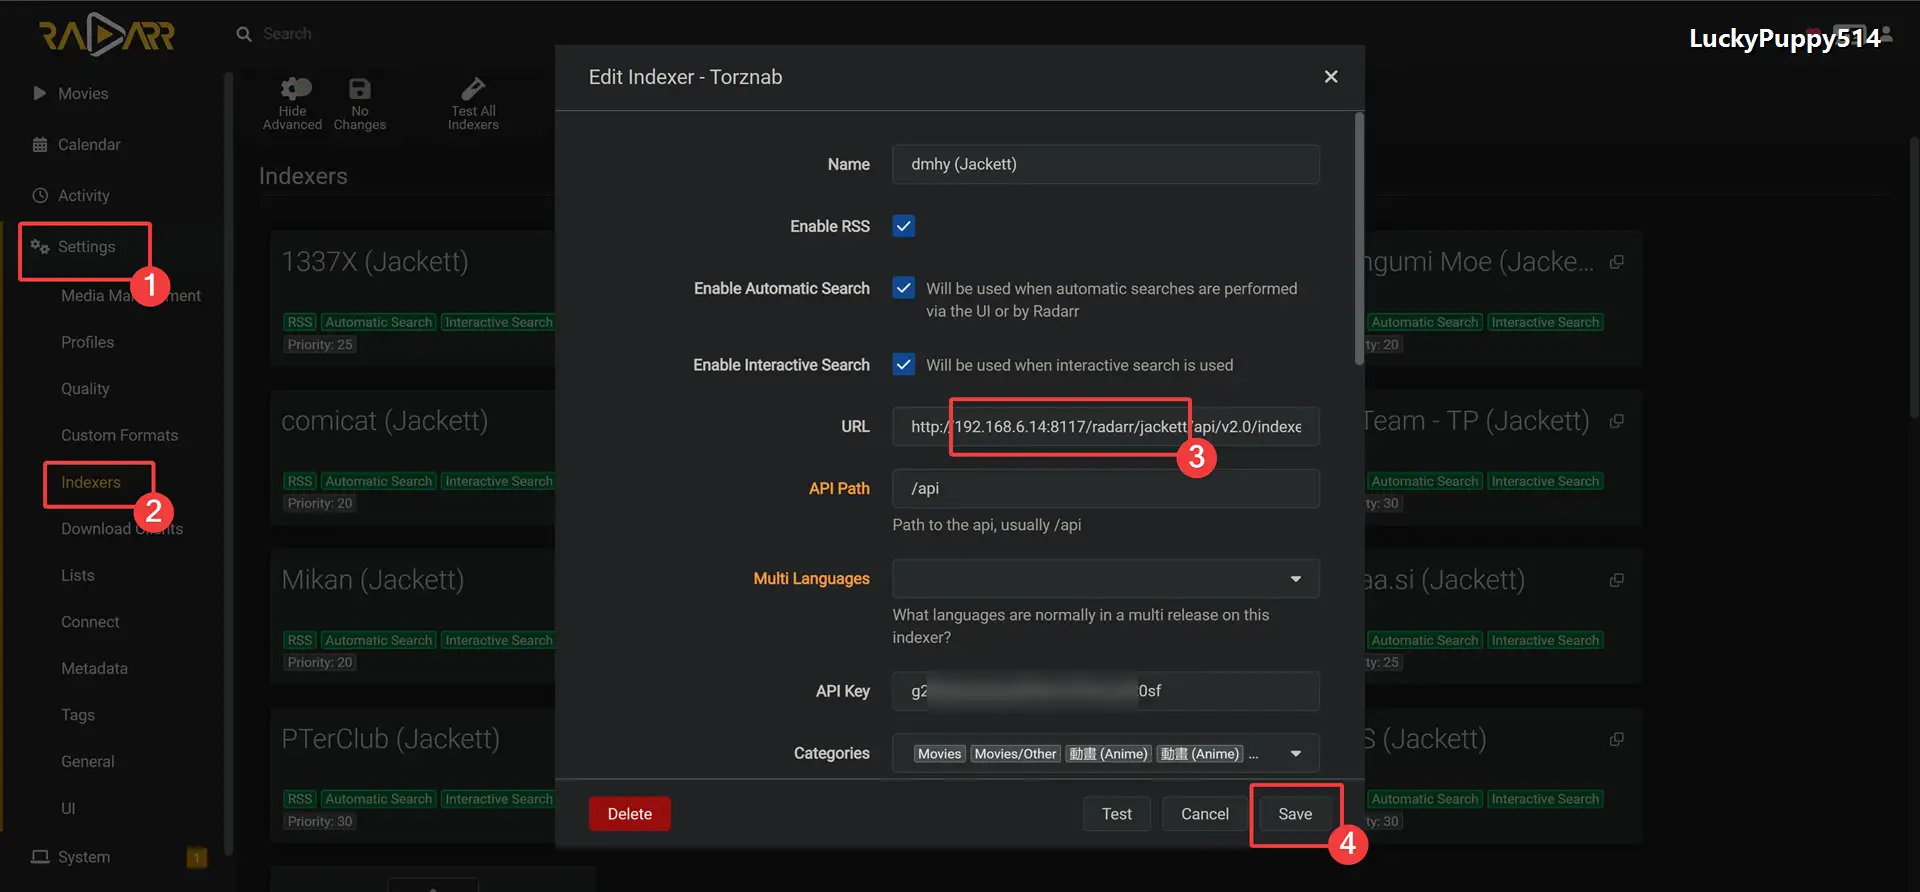 RADARR
Search
LuckyPuppy514
Movies
Calendar
Activity
Settings
1
Media Ma
ment
Profiles
Quality
Custom Formats
Indexers
2
Download
nts
Lists
Connect
Metadata
Tags
General
UI
System
1
Hide
Advanced
No
Changes
Test All
Indexers
Indexers
1337X (Jackett)
RSS Automatic Search Interactive Search
Priority: 25
comicat (Jackett)
RSS Automatic Search Interactive Search
Priority: 20
Mikan (Jackett)
RSS Automatic Search Interactive Search
Priority: 20
PTerClub (Jackett)
RSS Automatic Search Interactive Search
Priority: 30
Edit Indexer - Torznab
Name
dmhy (Jackett)
Enable RSS
Enable Automatic Search
Will be used when automatic searches are performed
via the UI or by Radarr
Enable Interactive Search
Will be used when interactive search is used
URL
http://192.168.6.14:8117/radarr/jackett/api/v2.0/indexe
3
API Path
/api
Path to the api, usually /api
Multi Languages
What languages are normally in a multi release on this
indexer?
API Key
g2
0sf
Categories
Movies Movies/Other 動畫 (Anime) 動畫 (Anime) ...
Delete
Test
Cancel
Save
4
ngumi Moe (Jacke...
Automatic Search Interactive Search
ty: 20
Team - TP (Jackett)
Automatic Search Interactive Search
ty: 30
aa.si (Jackett)
Automatic Search Interactive Search
ty: 25
S (Jackett)
Automatic Search Interactive Search
ty: 30